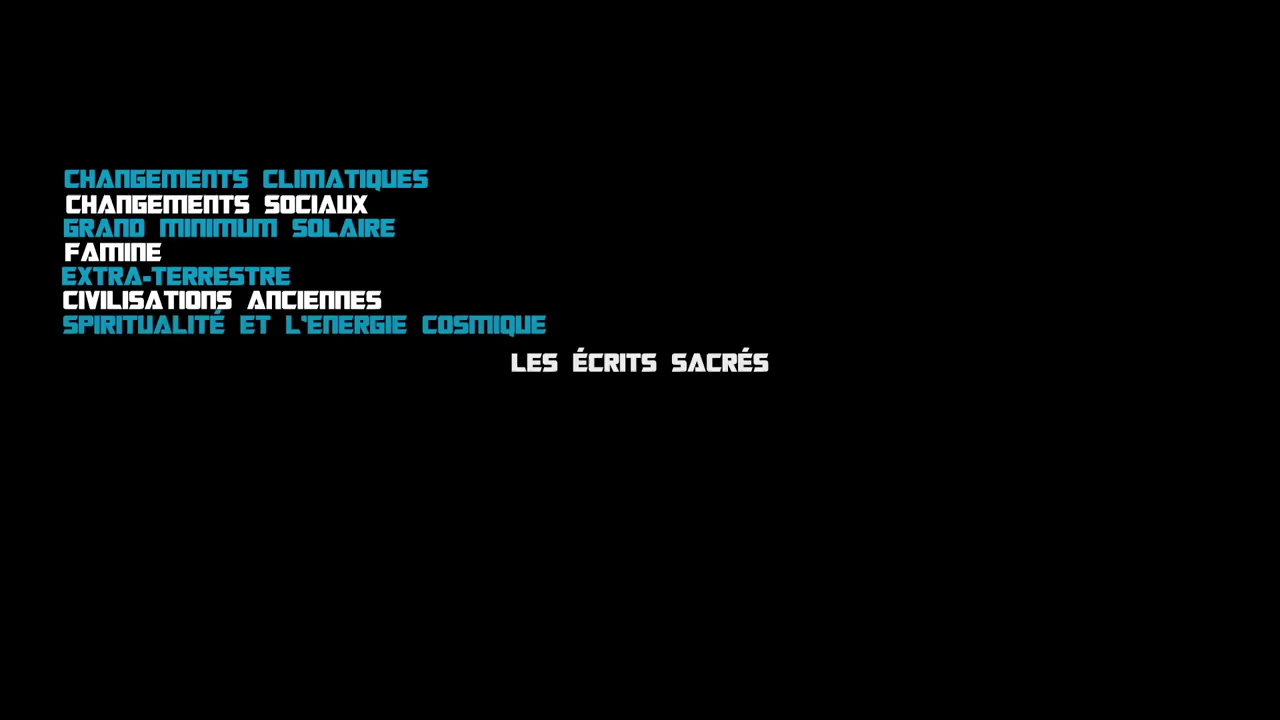 CHANGEMENTS CLIMATIQUES
CHANGEMENTS SOCIAUX
GRAND MINIMUM SOLAIRE
FAMINE
EXTRA-TERRESTRE
CIVILISATIONS ANCIENNES
SPIRITUALITÉ ET L'ENERGIE COSMIQUE
LES ÉCRITS SACRÉS